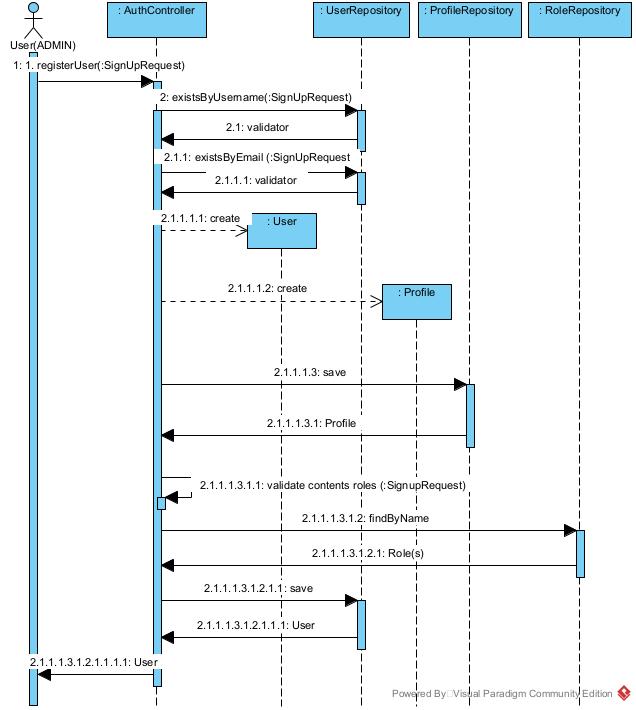 : AuthController
: UserRepository
: ProfileRepository
: RoleRepository
User(ADMIN)
1: 1. registerUser(:SignUpRequest)
2: existsByUsername(:SignUpRequest)
2.1: validator
2.1.1: existsByEmail (:SignUpRequest
2.1.1.1: validator
2.1.1.1.1: create
: User
2.1.1.1.2: create
: Profile
2.1.1.1.3: save
2.1.1.1.3.1: Profile
2.1.1.1.3.1.1: validate contents roles (:SignupRequest)
2.1.1.1.3.1.2: findByName
2.1.1.1.3.1.2.1: Role(s)
2.1.1.1.3.1.2.1.1: save
2.1.1.1.3.1.2.1.1.1: User
2.1.1.1.3.1.2.1.1.1.1: User
Powered By Visual Paradigm Community Edition